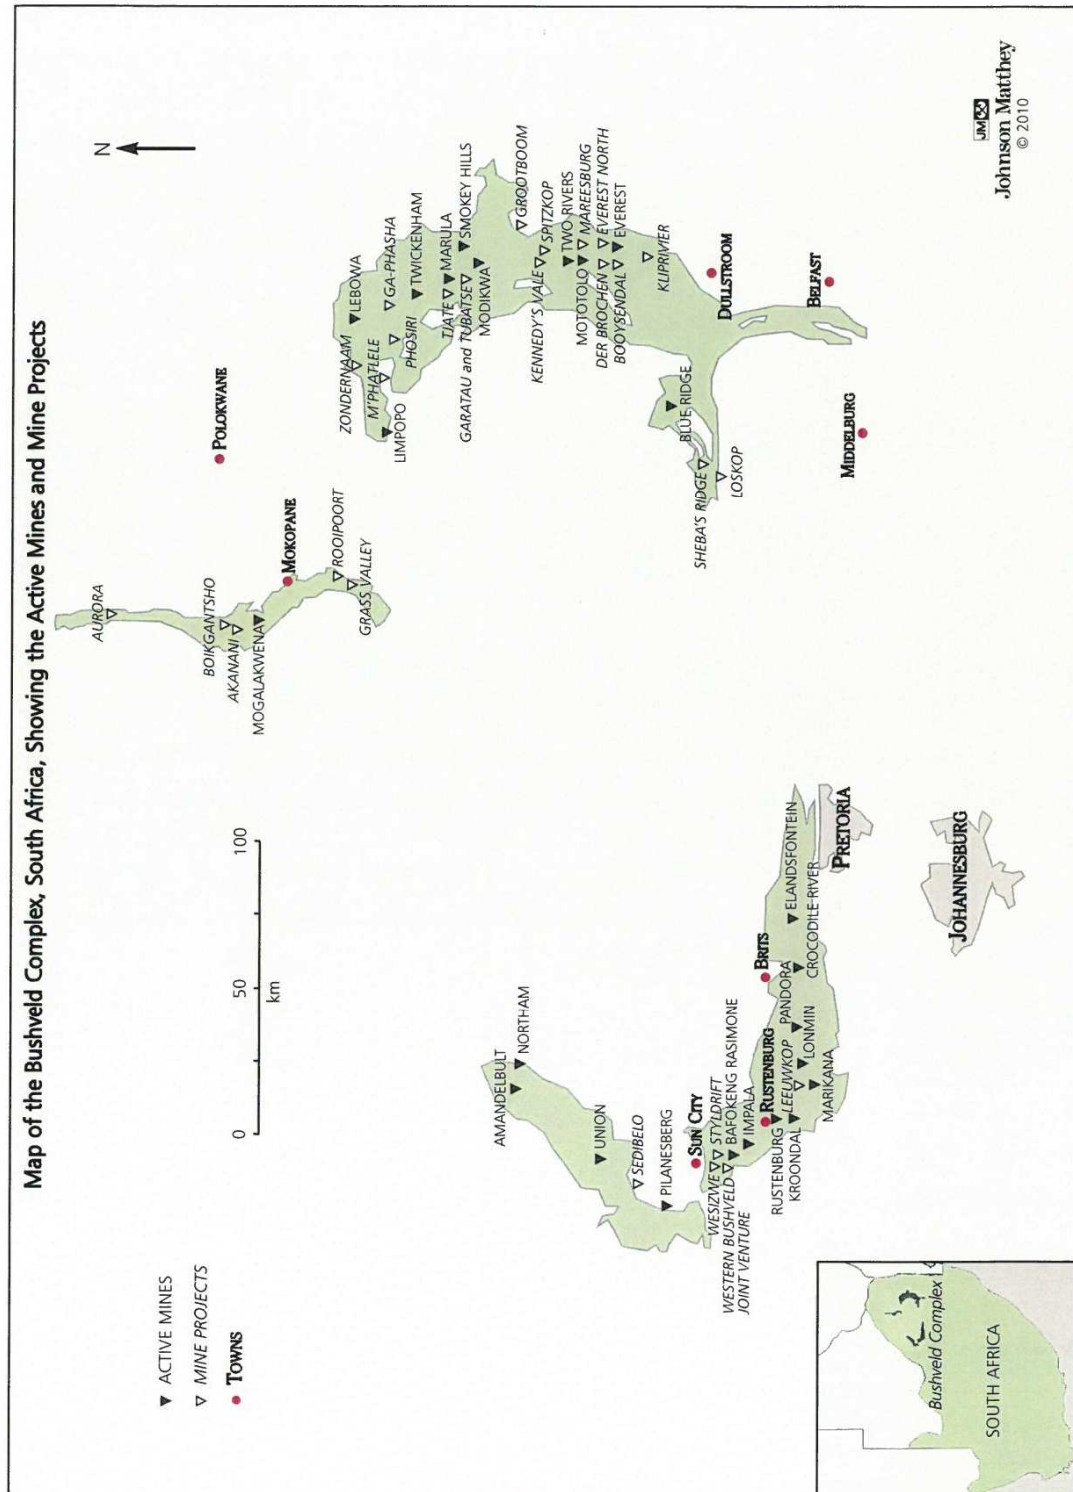 Map of the Bushveld Complex, South Africa, Showing the Active Mines and Mine Projects
ACTIVE MINES
MINE PROJECTS
TOWNS
0
50
100
km
N
AURORA
BOIKGANTSHO
AKANANI
MOGALAKWENA
MOKOPANE
ROOIPOORT
GRASS VALLEY
POLOKWANE
ZONDERNAAM
LEBOWA
M'PHATLELE
GA-PHASHA
LIMPOPO
PHOSIRI
TWICKENHAM
TJATE
MARULA
GARATAU and TUBATSE
SMOKEY HILLS
MODIKWA
GROOTBOOM
KENNEDY'S VALE
SPITZKOP
TWO RIVERS
MOTOTOLO
MAREESBURG
DER BROCHEN
EVEREST NORTH
BOOYSENDAL
EVEREST
KLIPRIVIER
BLUE RIDGE
SHEBA'S RIDGE
LOSKOP
DULLSTROOM
BELFAST
MIDDELBURG
AMANDELBULT
NORTHAM
UNION
SEDIBELO
PILANESBERG
SUN CITY
WESIZWE
STYLDRIFT
WESTERN BUSHVELD
JOINT VENTURE
BAFOKENG RASIMONE
IMPALA
RUSTENBURG
RUSTENBURG
KROONDAL
LEEUWKOP
PANDORA
LONMIN
MARIKANA
BRITS
ELANDSFONTEIN
CROCODILE RIVER
PRETORIA
JOHANNESBURG
Bushveld Complex
SOUTH AFRICA
JM
Johnson Matthey
© 2010